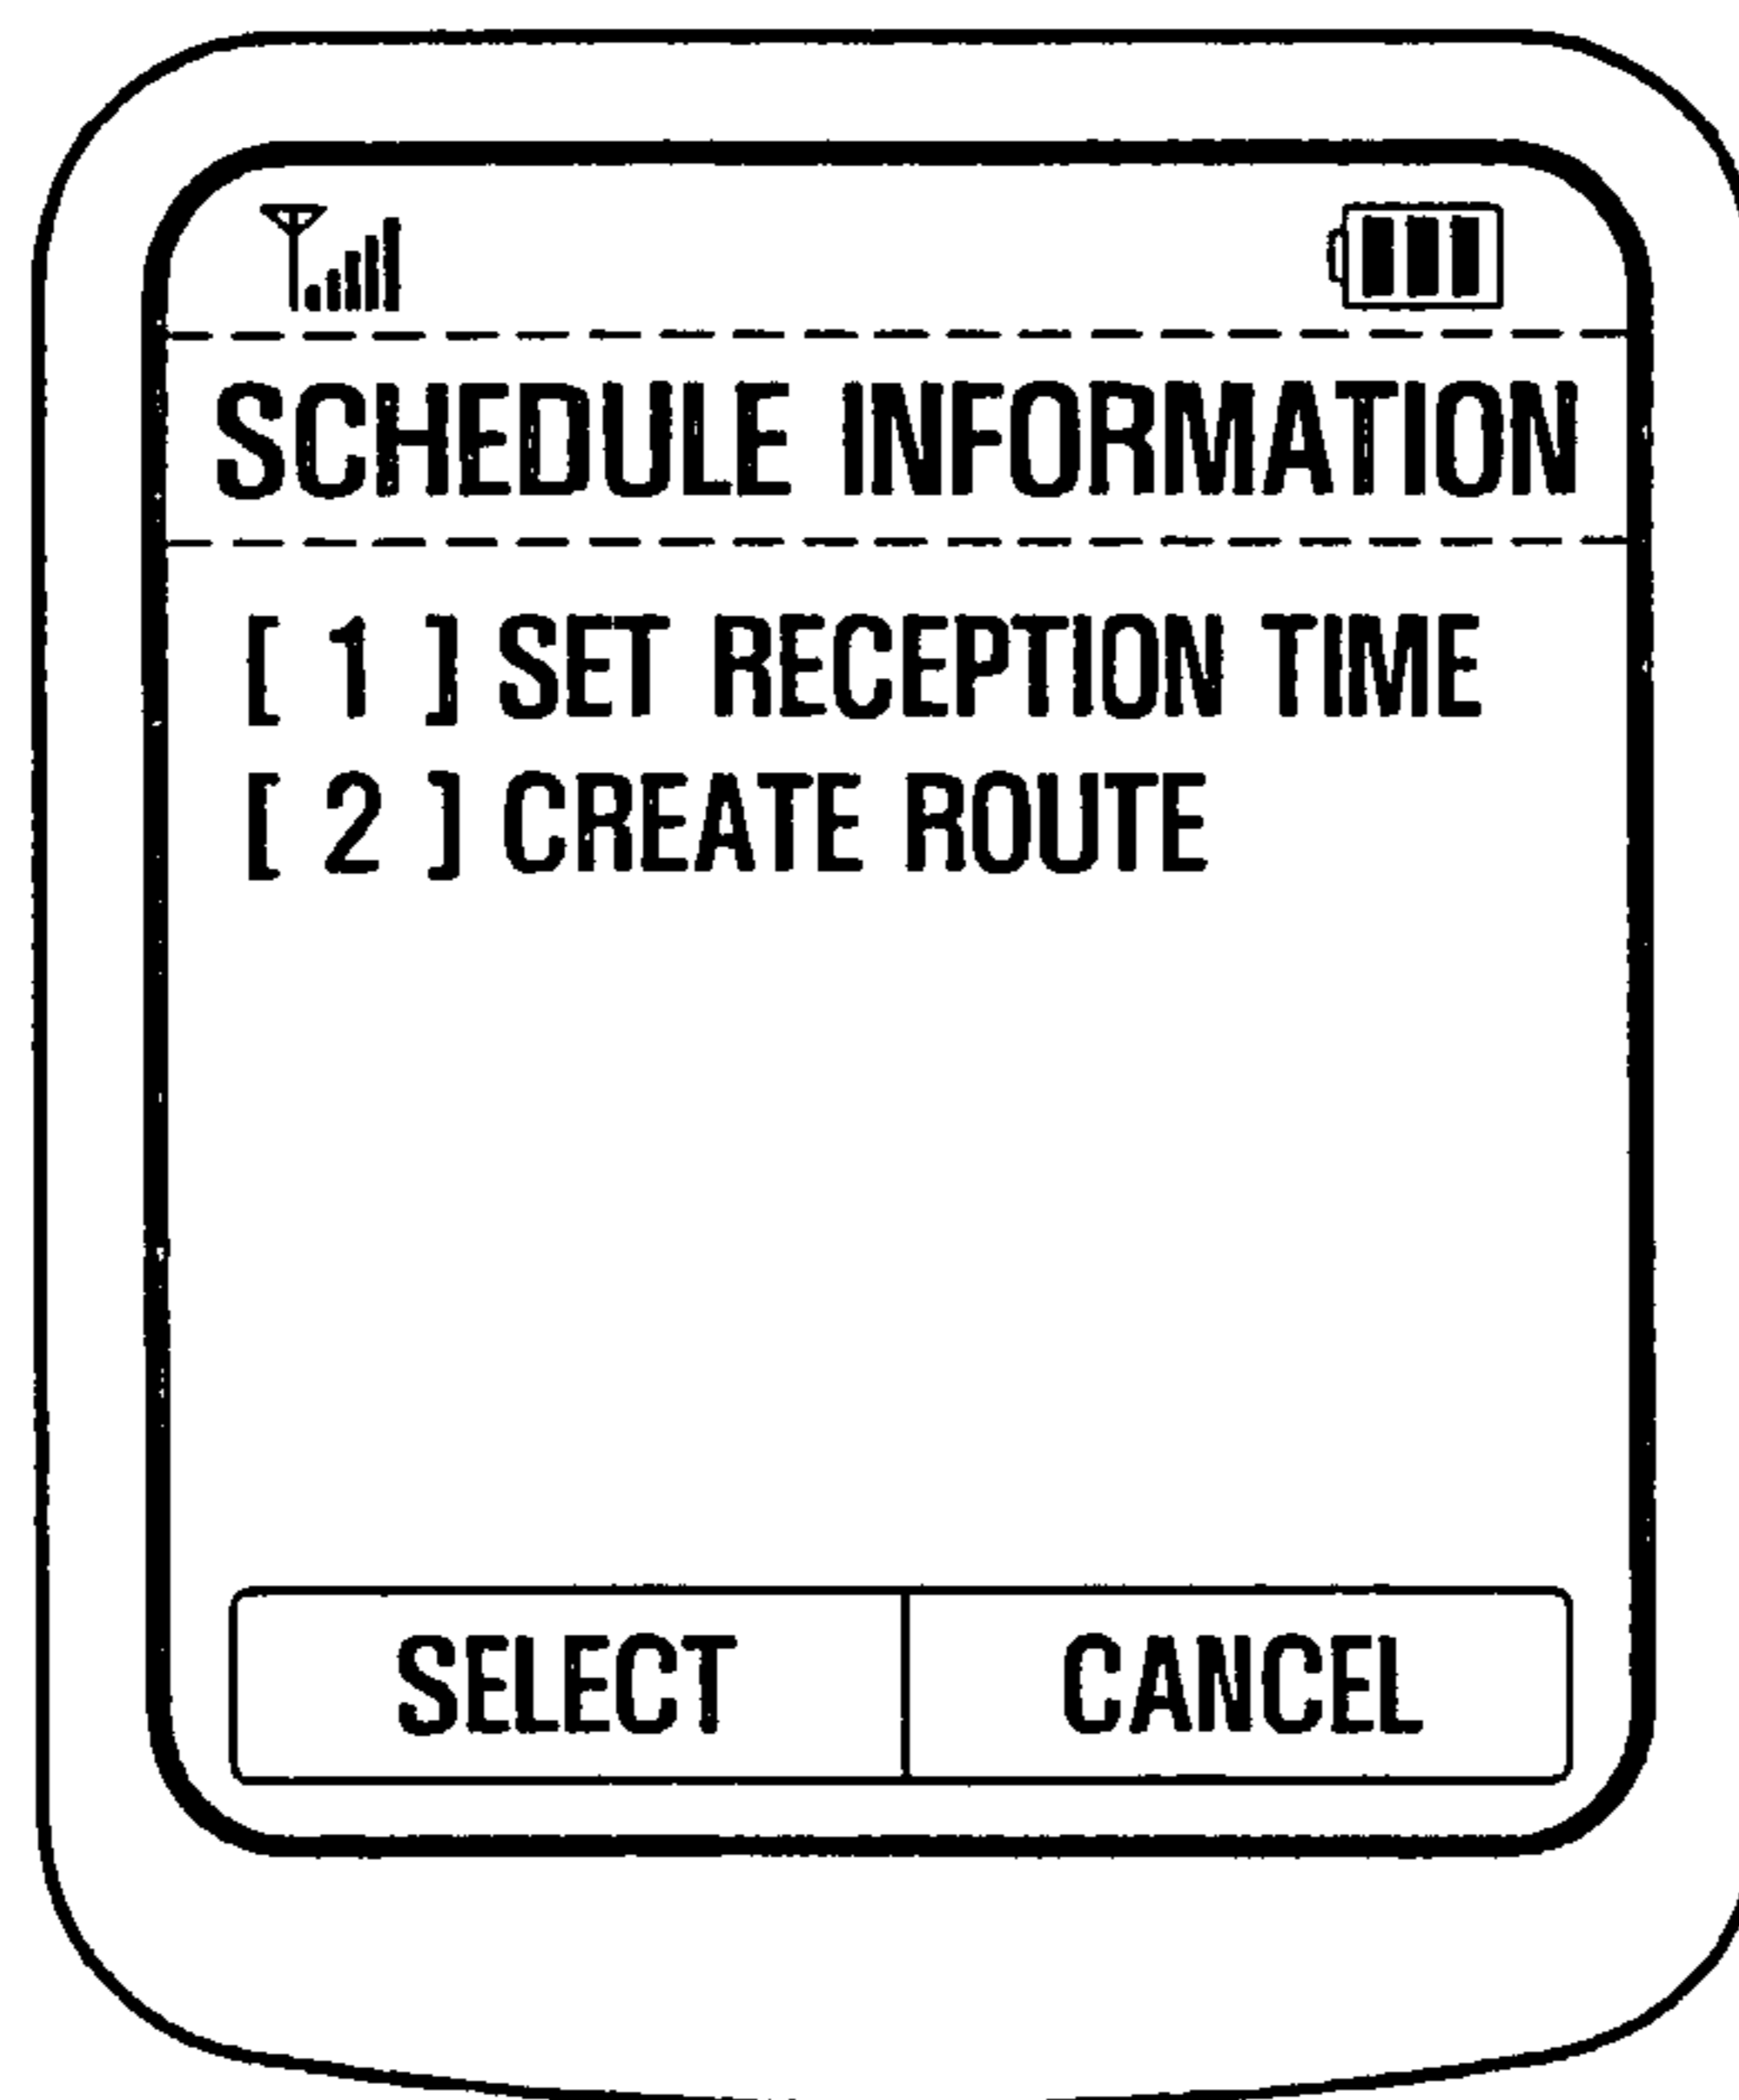 SCHEDULE INFORMATION
[ 1 ] SET RECEPTION TIME
[ 2 ] CREATE ROUTE
SELECT CANCEL